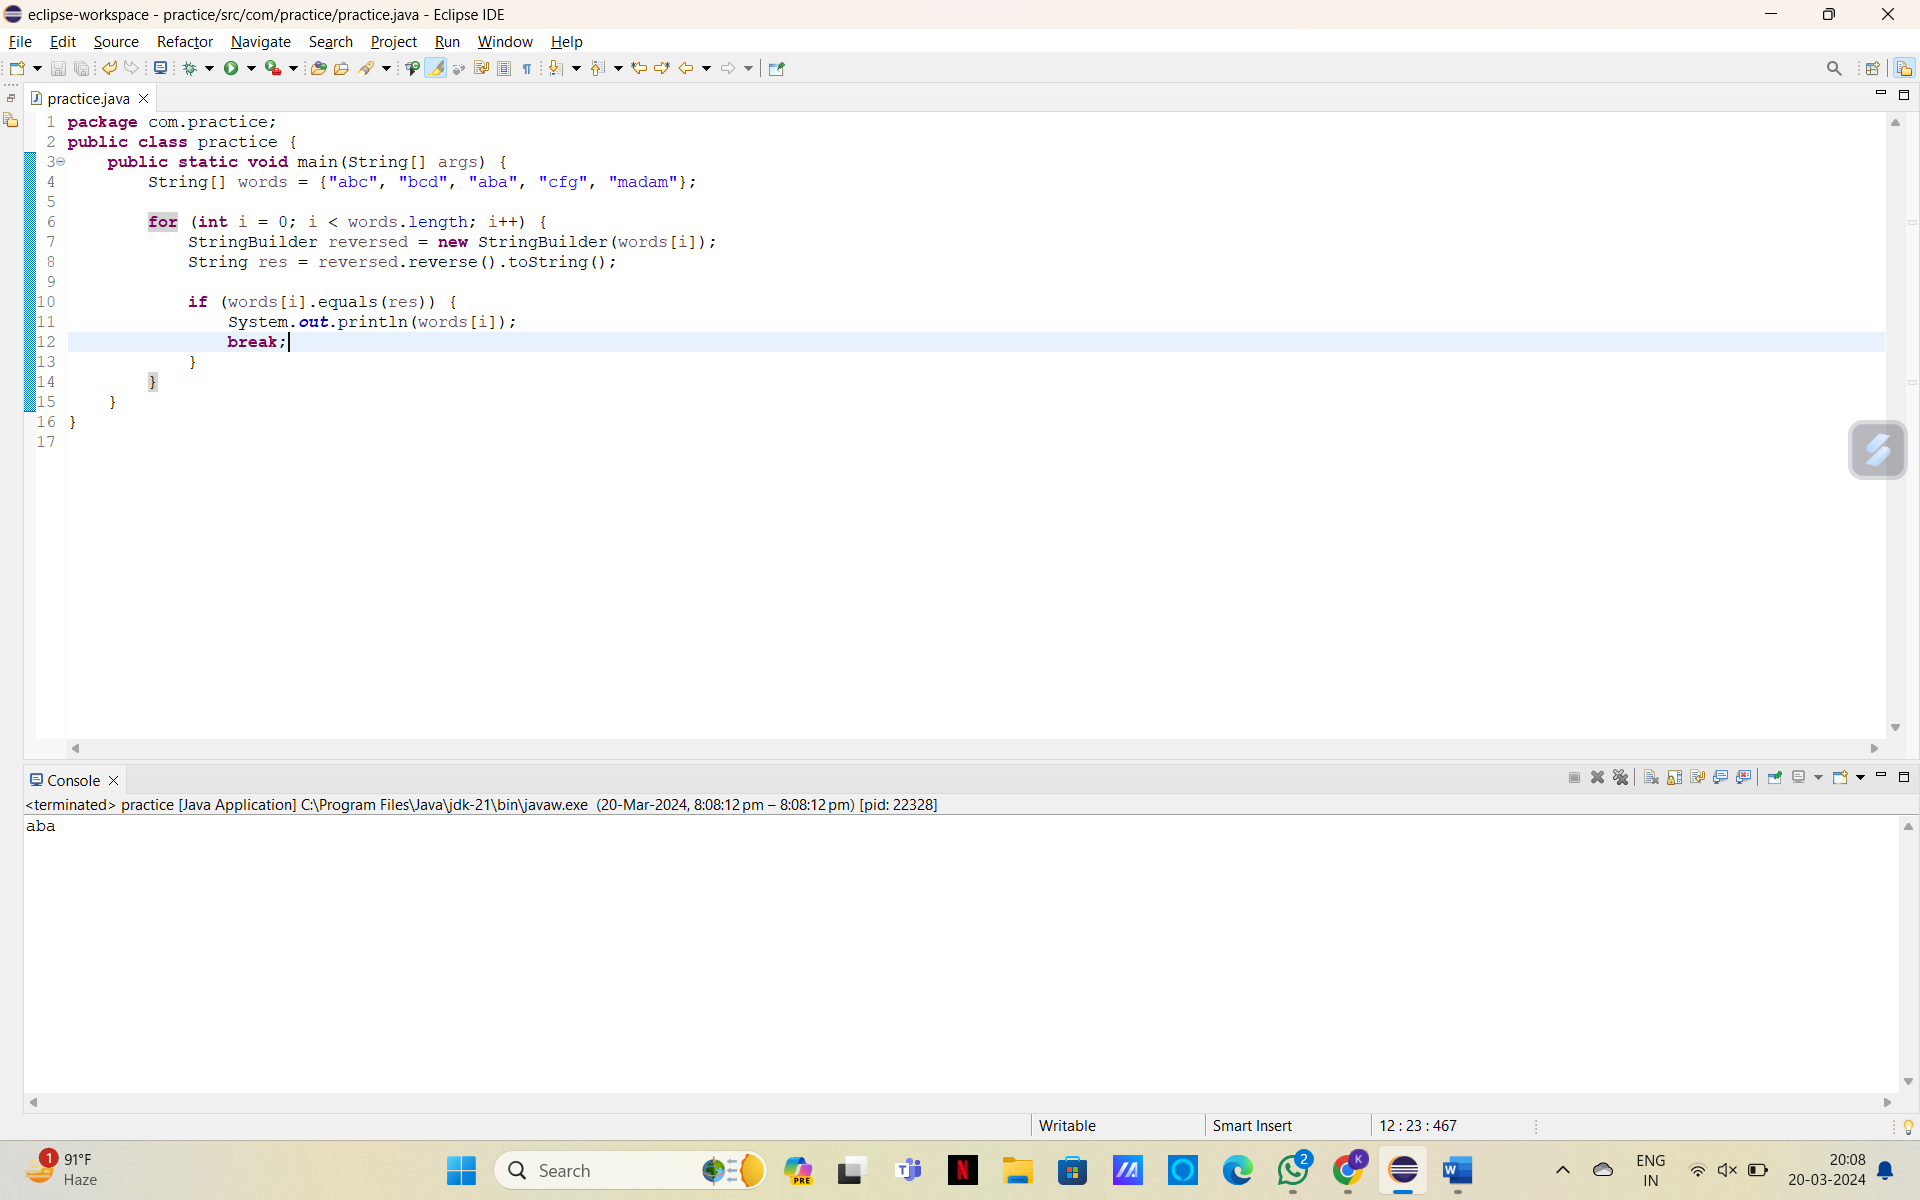 eclipse-workspace - practice/src/com/practice/practice.java - Eclipse IDE
File Edit Source Refactor Navigate Search Project Run Window Help
practice.java
1 package com.practice;
2 public class practice {
3 public static void main(String[] args) {
4 String[] words = {"abc", "bcd", "aba", "cfg", "madam"};
5
6 for (int i = 0; i < words.length; i++) {
7 StringBuilder reversed = new StringBuilder(words[i]);
8 String res = reversed.reverse().toString();
9
10 if (words[i].equals(res)) {
11 System.out.println(words[i]);
12 break;
13 }
14 }
15 }
16 }
17
Console
<terminated> practice [Java Application] C:\Program Files\Java\jdk-21\bin\javaw.exe (20-Mar-2024, 8:08:12 pm – 8:08:12 pm) [pid: 22328]
aba
Writable Smart Insert 12 : 23 : 467
1 91°F
Haze
Search
PRE
2
K
ENG
IN
20:08
20-03-2024